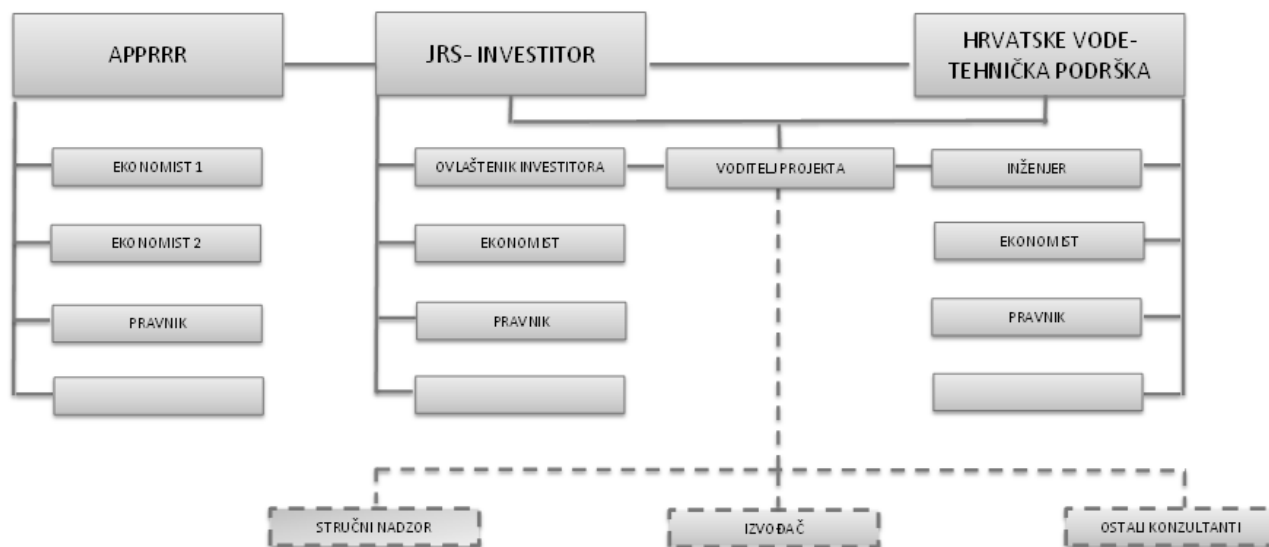 APPRRR
JRS- INVESTITOR
HRVATSKE VODE-
TEHNIČKA PODRŠKA
EKONOMIST 1
OVLAŠTENIK INVESTITORA
VODITELJ PROJEKTA
INŽENJER
EKONOMIST 2
EKONOMIST
EKONOMIST
PRAVNIK
PRAVNIK
PRAVNIK
STRUČNI NADZOR
IZVOĐAČ
OSTALI KONZULTANTI